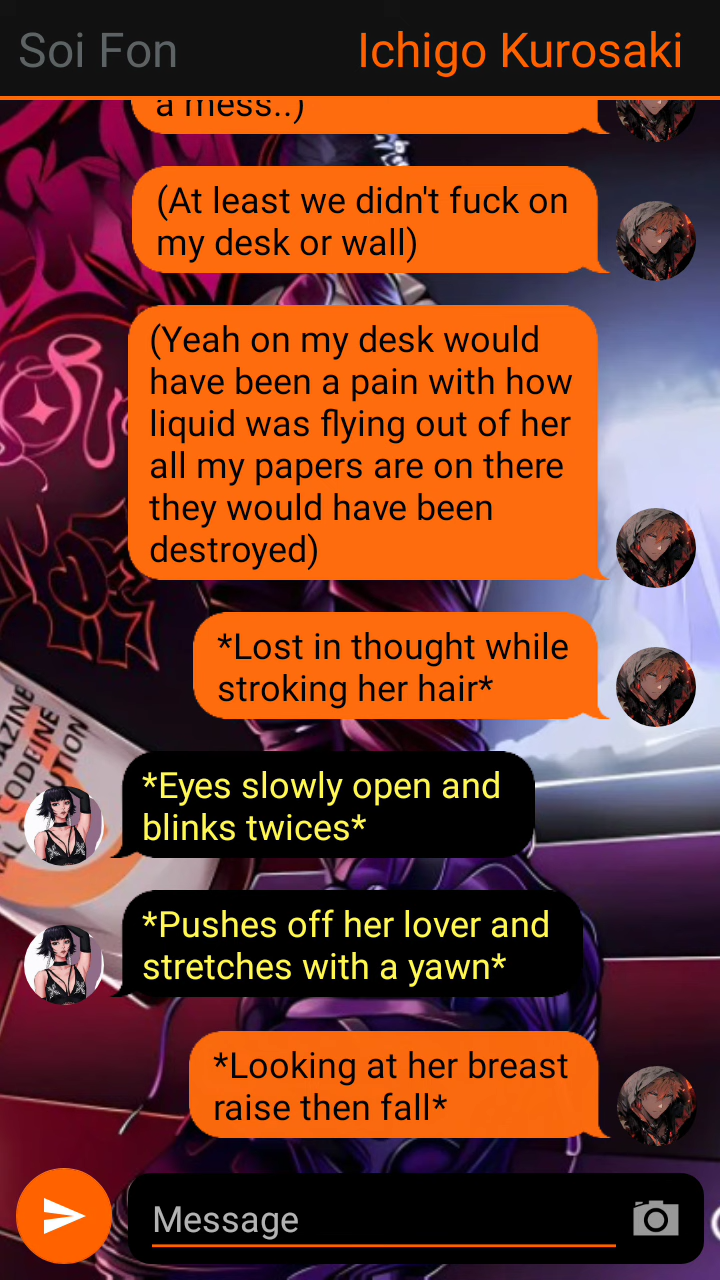 Soi Fon
Ichigo Kurosaki
a mess..)
(At least we didn't fuck on
my desk or wall)
(Yeah on my desk would
have been a pain with how
liquid was flying out of her
all my papers are on there
they would have been
destroyed)
*Lost in thought while
stroking her hair*
*Eyes slowly open and
blinks twices*
*Pushes off her lover and
stretches with a yawn*
*Looking at her breast
raise then fall*
Message